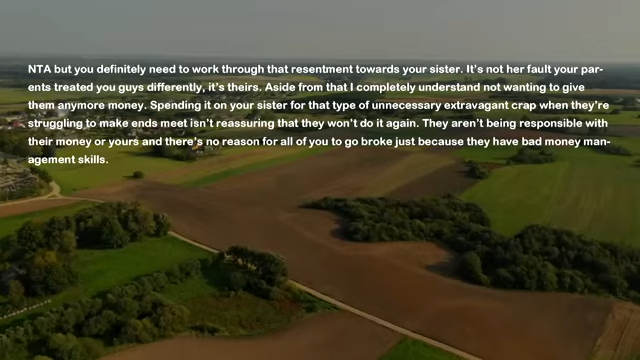 NTA but you definitely need to work through that resentment towards your sister. It's not her fault your par-
ents treated you guys differently, it's theirs. Aside from that I completely understand not wanting to give
them anymore money. Spending it on your sister for that type of unnecessary extravagant crap when they're
struggling to make ends meet isn't reassuring that they won't do it again. They aren't being responsible with
their money or yours and there's no reason for all of you to go broke just because they have bad money man-
agement skills.